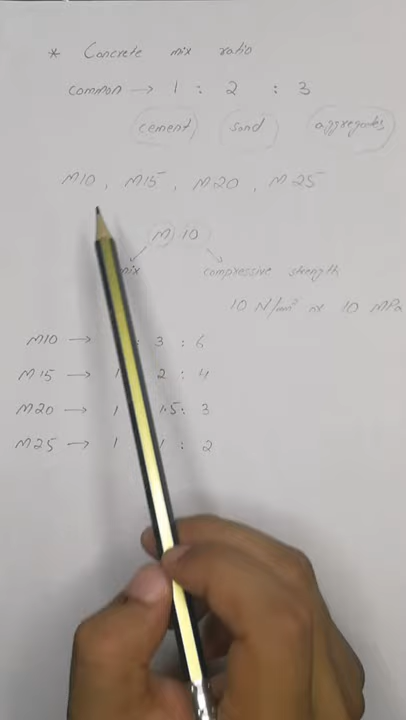 * Concrete mix ratio
common → 1 : 2 : 3
cement sand aggregates
M10, M15, M20, M25
M 10
mix compressive strength
10 N/mm² or 10 MPa
M10 → 3 : 6
M15 → 1 2 : 4
M20 → 1 1.5 : 3
M25 → 1 1 : 2